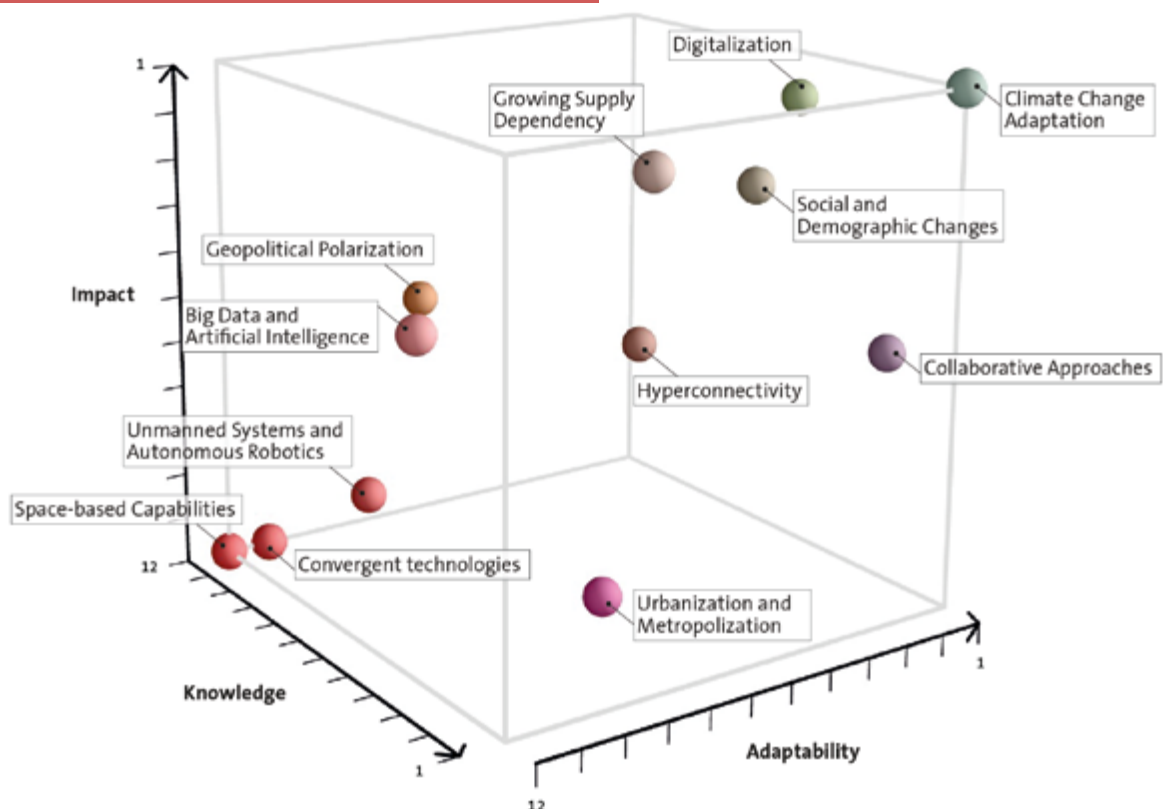 Digitalization
1
Growing Supply
Dependency
Climate Change
Adaptation
Social and
Demographic Changes
Geopolitical Polarization
Impact
Big Data and
Artificial Intelligence
Hyperconnectivity
Collaborative Approaches
Unmanned Systems and
Autonomous Robotics
Space-based Capabilities
12
Convergent technologies
Urbanization and
Metropolization
1
Knowledge
Adaptability
1
12